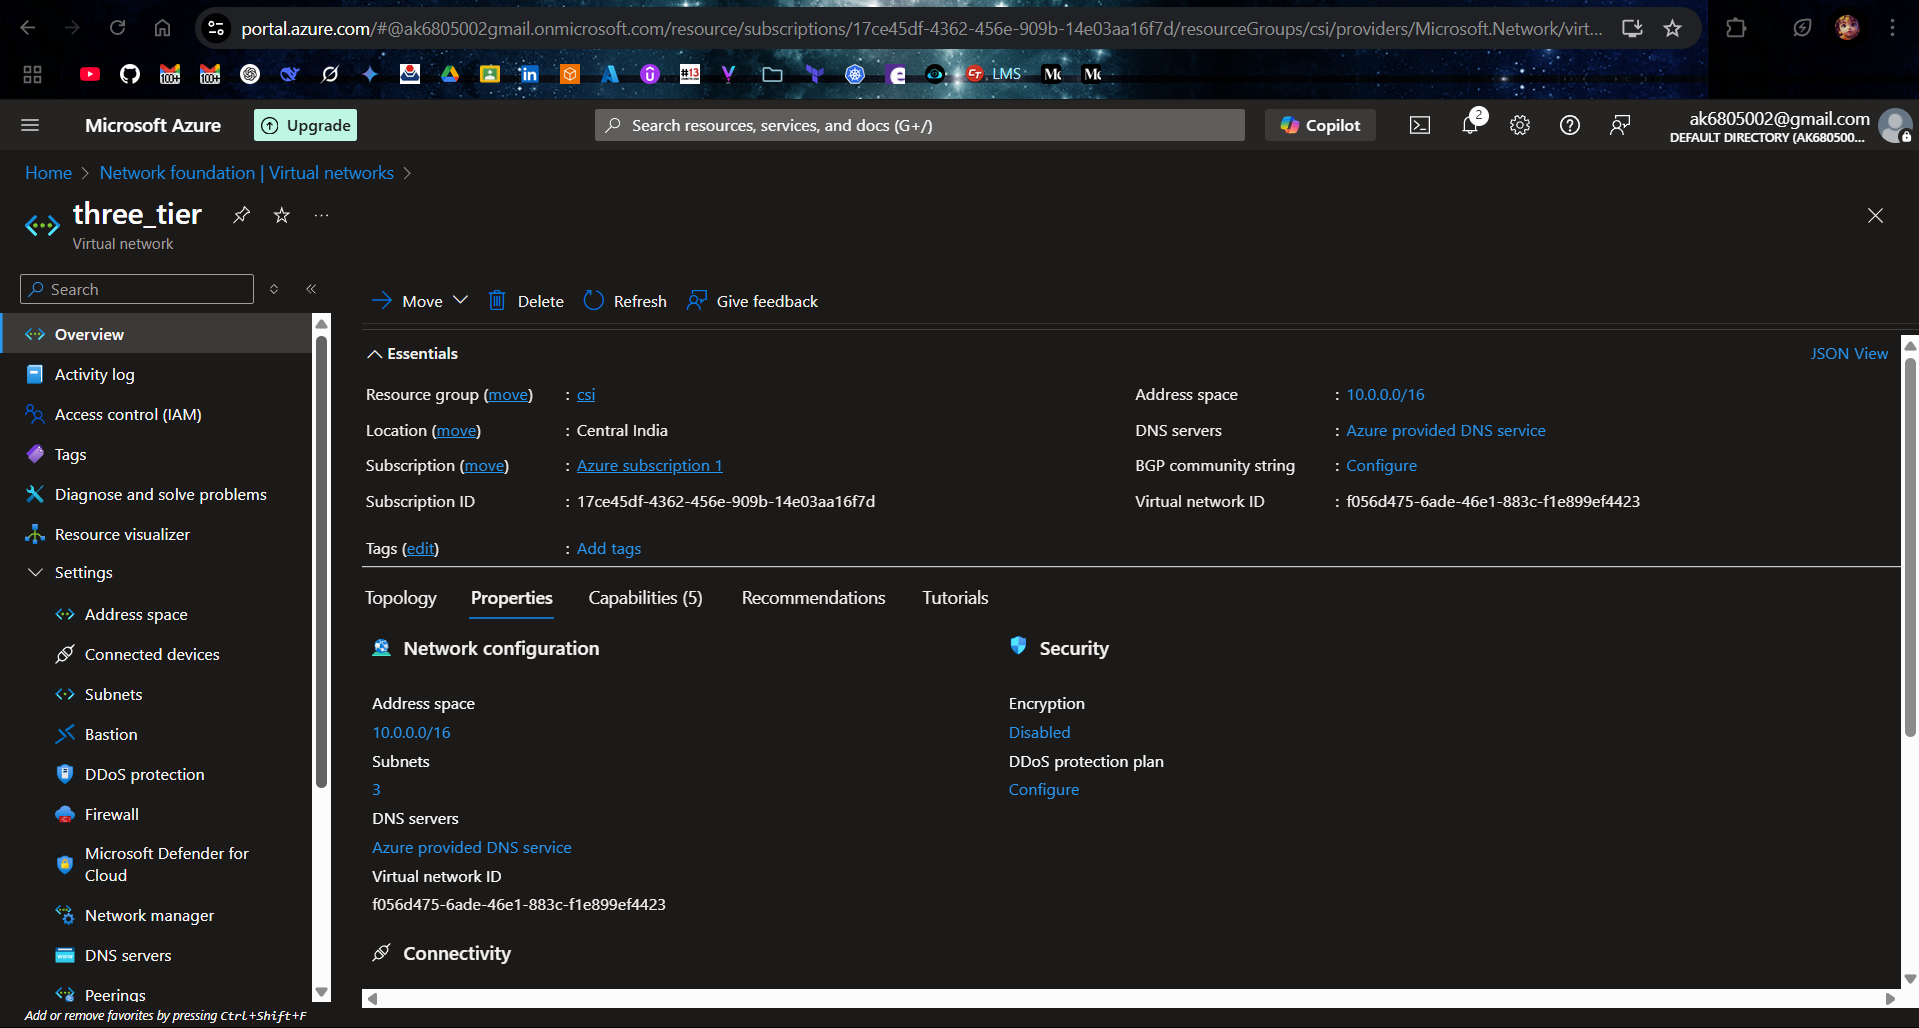 portal.azure.com/#@ak6805002gmail.onmicrosoft.com/resource/subscriptions/17ce45df-4362-456e-909b-14e03aa16f7d/resourceGroups/csi/providers/Microsoft.Network/virt...
100+
100+
#13
CT LMS
Microsoft Azure
Upgrade
Search resources, services, and docs (G+/)
Copilot
2
ak6805002@gmail.com
DEFAULT DIRECTORY (AK680500...
Home > Network foundation | Virtual networks >
three_tier
...
Virtual network
Search
Move
Delete
Refresh
Give feedback
Overview
Activity log
Access control (IAM)
Tags
Diagnose and solve problems
Resource visualizer
Settings
Address space
Connected devices
Subnets
Bastion
DDoS protection
Firewall
Microsoft Defender for
Cloud
Network manager
DNS servers
Peerings
Add or remove favorites by pressing Ctrl+Shift+F
Essentials
JSON View
Resource group (move) : csi
Location (move) : Central India
Subscription (move) : Azure subscription 1
Subscription ID : 17ce45df-4362-456e-909b-14e03aa16f7d
Tags (edit) : Add tags
Address space : 10.0.0.0/16
DNS servers : Azure provided DNS service
BGP community string : Configure
Virtual network ID : f056d475-6ade-46e1-883c-f1e899ef4423
Topology
Properties
Capabilities (5)
Recommendations
Tutorials
Network configuration
Address space
10.0.0.0/16
Subnets
3
DNS servers
Azure provided DNS service
Virtual network ID
f056d475-6ade-46e1-883c-f1e899ef4423
Connectivity
Security
Encryption
Disabled
DDoS protection plan
Configure